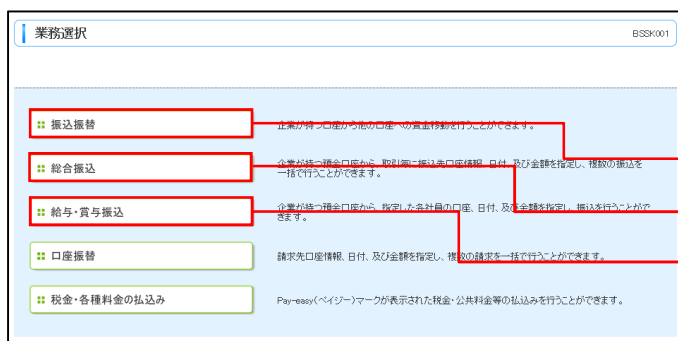 業務選択
BSSK001
振込振替
企業が持つ口座から他の口座への資金移動を行うことができます。
総合振込
企業が持つ預金口座から、取引毎に振込先口座情報、日付、及び金額を指定し、複数の振込を
一括で行うことができます。
給与・賞与振込
企業が持つ預金口座から、指定した各社員の口座、日付、及び金額を指定し、振込を行うことがで
きます。
口座振替
請求先口座情報、日付、及び金額を指定し、複数の請求を一括で行うことができます。
税金・各種料金の払込み
Pay-easy(ペイジー)マークが表示された税金・公共料金等の払込みを行うことができます。